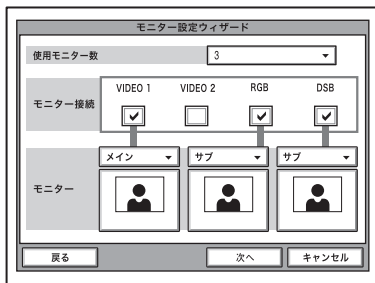 モニター設定ウィザード
使用モニター数 3
モニター接続 VIDEO 1 VIDEO 2 RGB DSB
メイン サブ サブ
モニター
戻る 次へ キャンセル